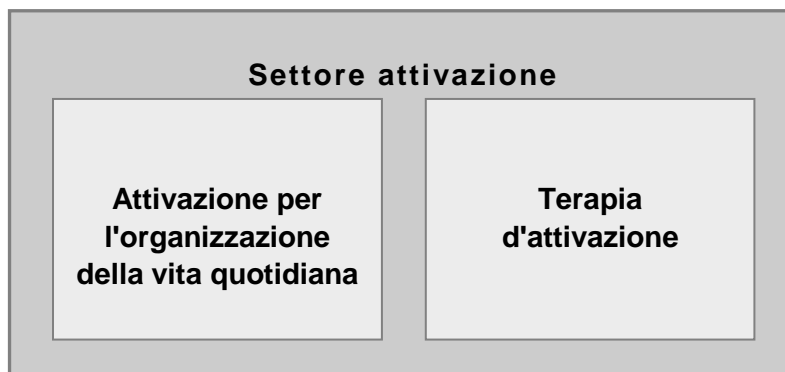 Settore attivazione
Attivazione per
l'organizzazione
della vita quotidiana
Terapia
d'attivazione